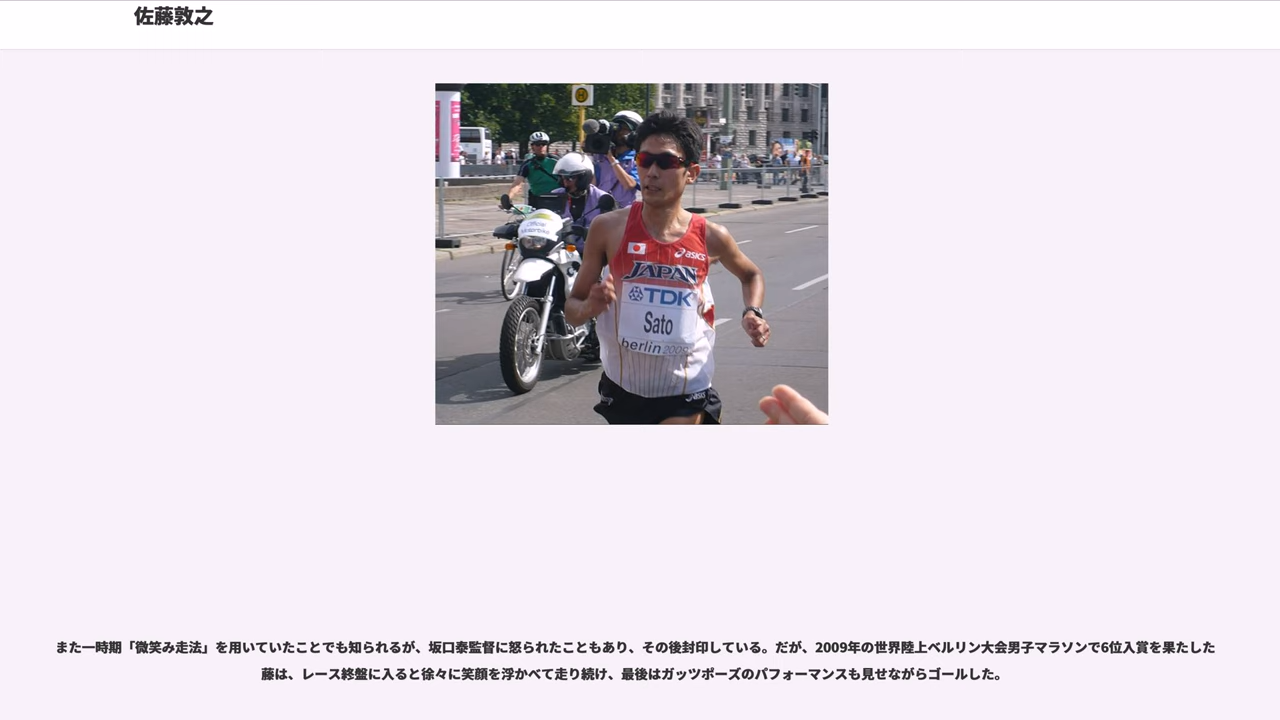 佐藤敦之
H
Official
Motorbike
asics
JAPAN
TDK
Sato
berlin 2009
asics
また一時期「微笑み走法」を用いていたことでも知られるが、坂口泰監督に怒られたこともあり、その後封印している。だが、2009年の世界陸上ベルリン大会男子マラソンで6位入賞を果たした
藤は、レース終盤に入ると徐々に笑顔を浮かべて走り続け、最後はガッツポーズのパフォーマンスも見せながらゴールした。